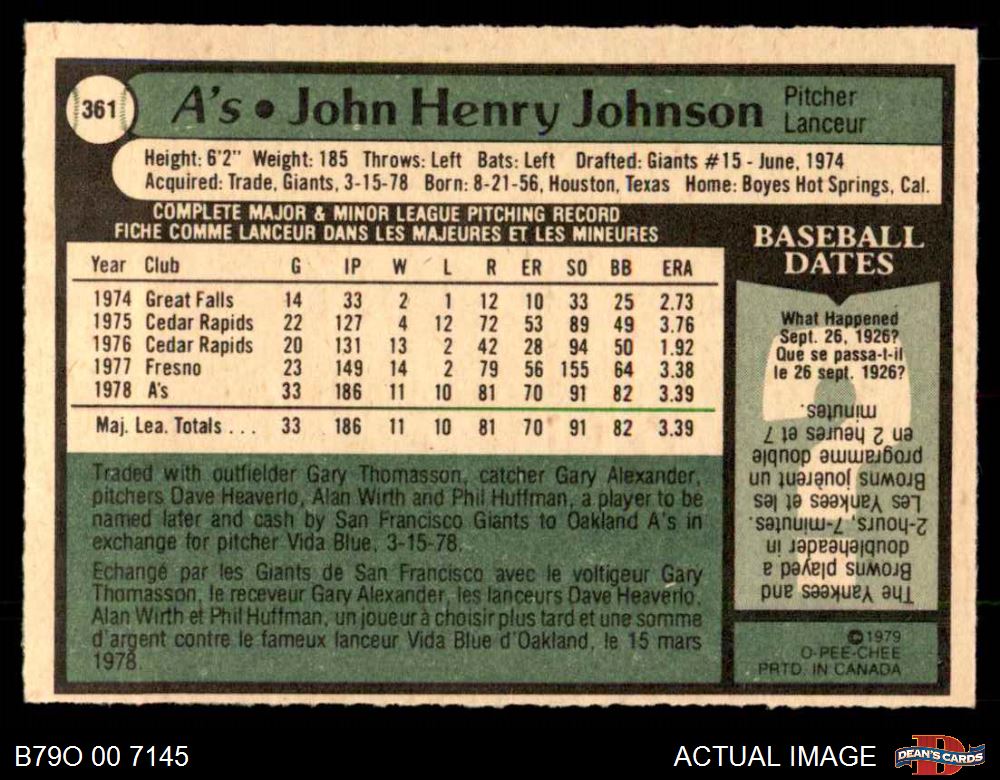 361
A's • John Henry Johnson
Pitcher
Lanceur
Height: 6'2" Weight: 185 Throws: Left Bats: Left Drafted: Giants #15 - June, 1974
Acquired: Trade, Giants, 3-15-78 Born: 8-21-56, Houston, Texas Home: Boyes Hot Springs, Cal.
COMPLETE MAJOR & MINOR LEAGUE PITCHING RECORD
FICHE COMME LANCEUR DANS LES MAJEURES ET LES MINEURES
Year Club G IP W L R ER SO BB ERA
1974 Great Falls 14 33 2 1 12 10 33 25 2.73
1975 Cedar Rapids 22 127 4 12 72 53 89 49 3.76
1976 Cedar Rapids 20 131 13 2 42 28 94 50 1.92
1977 Fresno 23 149 14 2 79 56 155 64 3.38
1978 A's 33 186 11 10 81 70 91 82 3.39
Maj. Lea. Totals . . . 33 186 11 10 81 70 91 82 3.39
Traded with outfielder Gary Thomasson, catcher Gary Alexander,
pitchers Dave Heaverlo, Alan Wirth and Phil Huffman, a player to be
named later and cash by San Francisco Giants to Oakland A's in
exchange for pitcher Vida Blue, 3-15-78.
Echangé par les Giants de San Francisco avec le voltigeur Gary
Thomasson, le receveur Gary Alexander, les lanceurs Dave Heaverlo,
Alan Wirth et Phil Huffman, un joueur à choisir plus tard et une somme
d'argent contre le fameux lanceur Vida Blue d'Oakland, le 15 mars
1978.
BASEBALL
DATES
What Happened
Sept. 26, 1926?
Que se passa-t-il
le 26 sept. 1926?
The Yankees and
Browns played a
doubleheader in
2-hours, 7-minutes.
Les Yankees et les
Browns jouèrent un
programme double
en 2 heures et 7
minutes.
©1979
O-PEE-CHEE
PRTD. IN CANADA
B79O 00 7145
ACTUAL IMAGE
DEAN'S CARDS